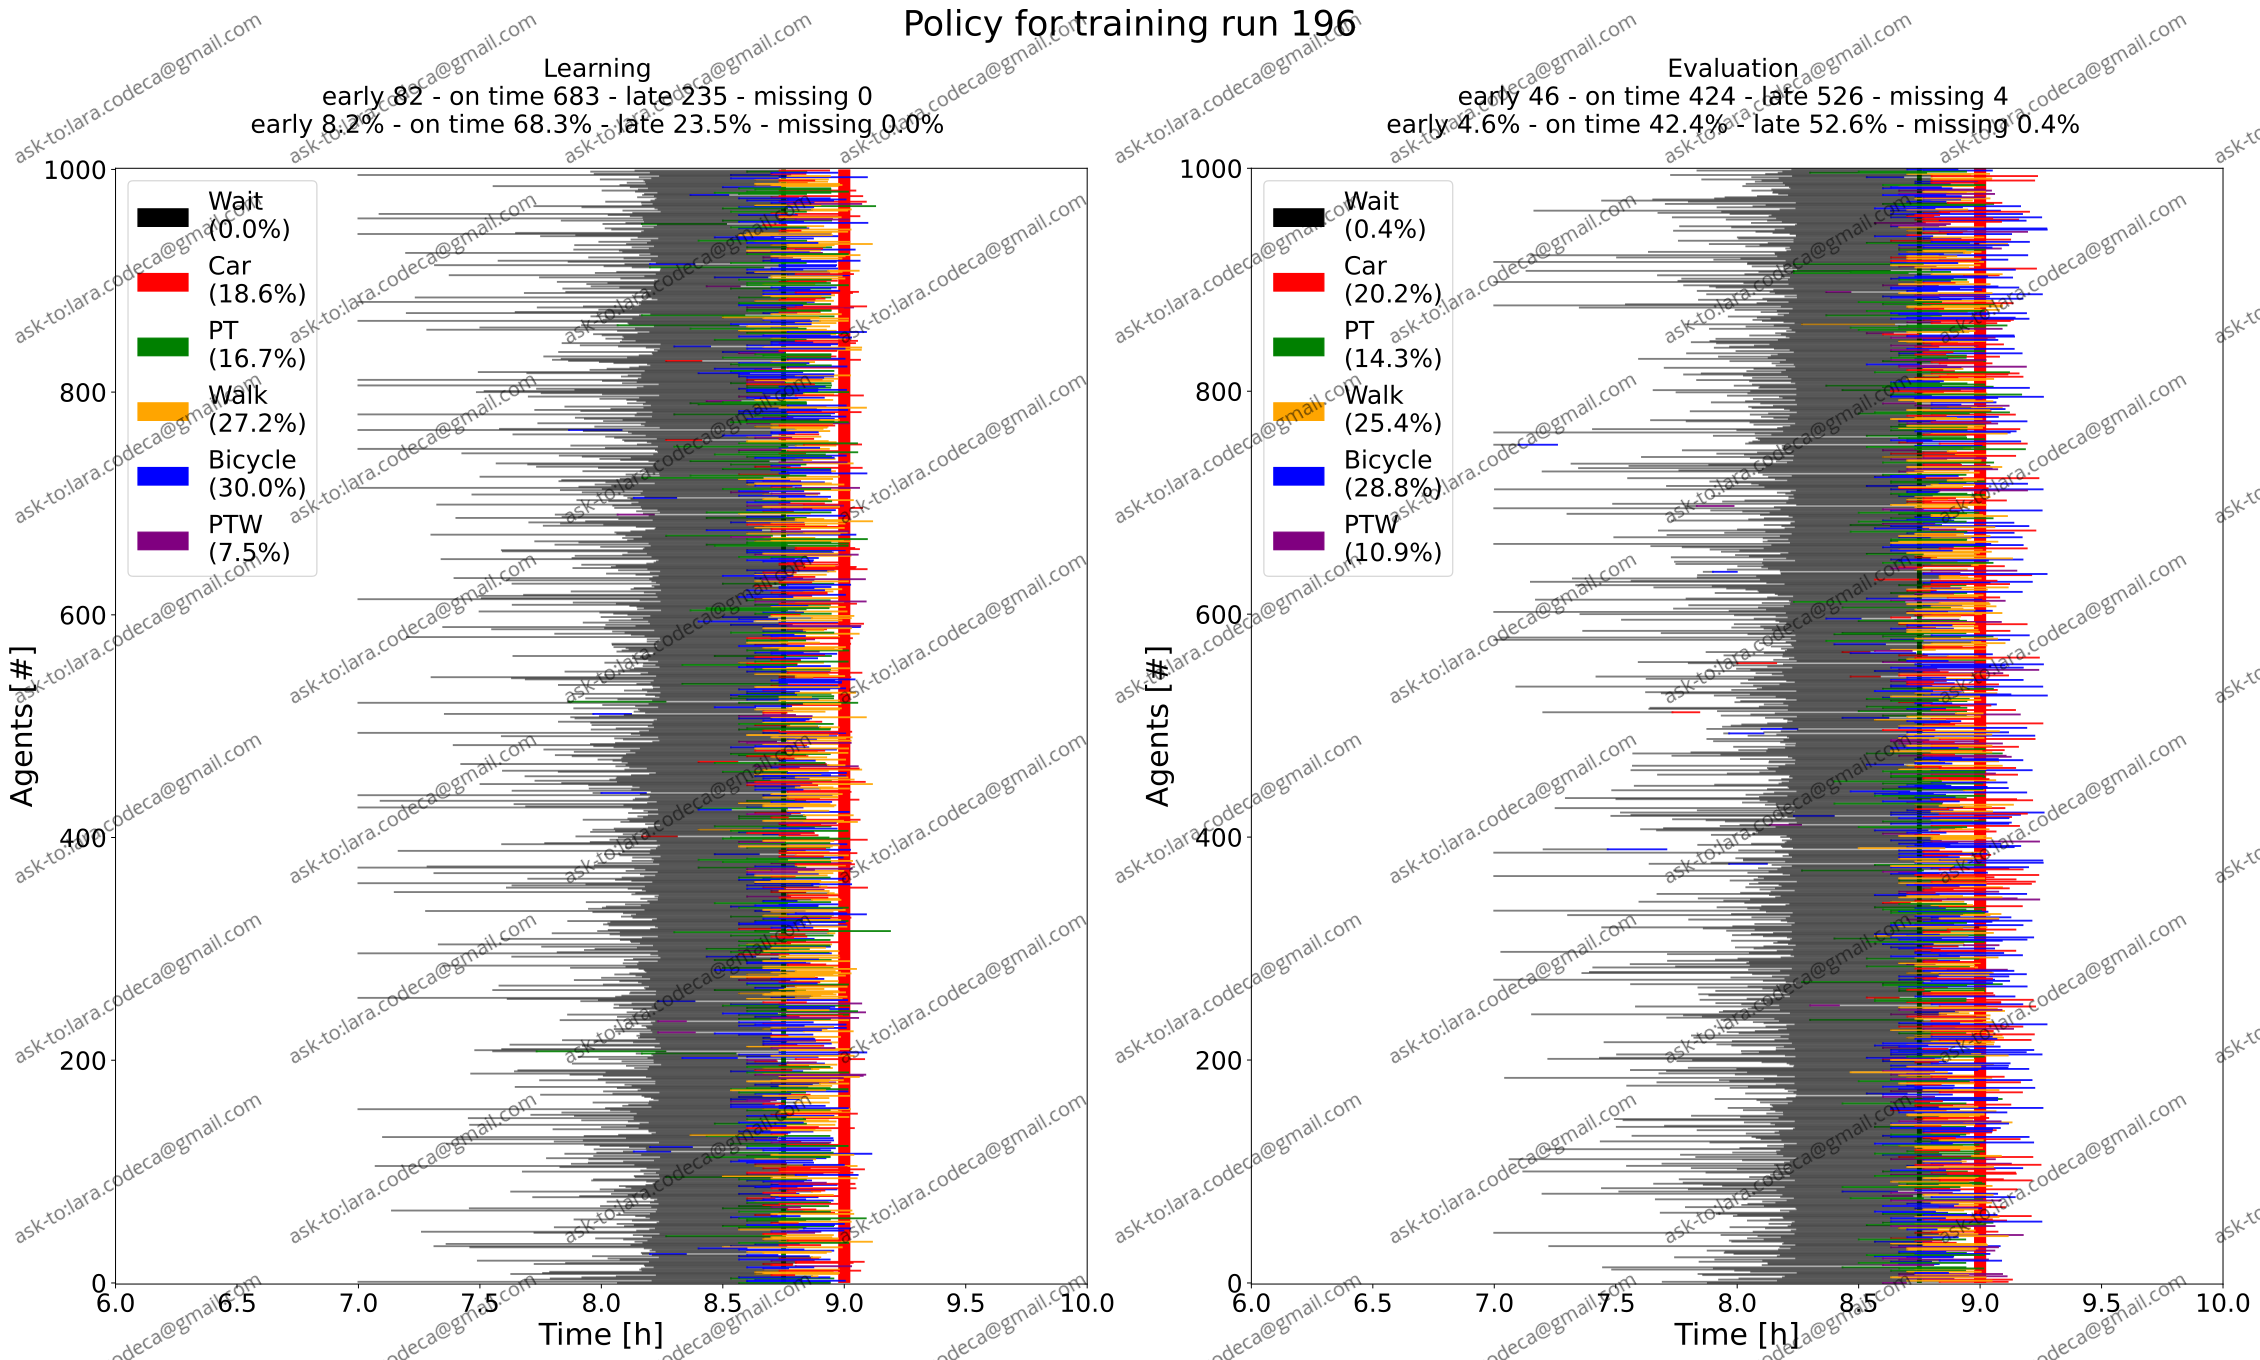 Policy for training run 196
Learning
early 82 - on time 683 - late 235 - missing 0
early 8.2% - on time 68.3% - late 23.5% - missing 0.0%
Evaluation
early 46 - on time 424 - late 526 - missing 4
early 4.6% - on time 42.4% - late 52.6% - missing 0.4%
Agents [#]
1000
800
600
400
200
0
Wait
(0.0%)
Car
(18.6%)
PT
(16.7%)
Walk
(27.2%)
Bicycle
(30.0%)
PTW
(7.5%)
6.0 6.5 7.0 7.5 8.0 8.5 9.0 9.5 10.0
Time [h]
Agents [#]
1000
800
600
400
200
0
Wait
(0.4%)
Car
(20.2%)
PT
(14.3%)
Walk
(25.4%)
Bicycle
(28.8%)
PTW
(10.9%)
6.0 6.5 7.0 7.5 8.0 8.5 9.0 9.5 10.0
Time [h]
ask-to:lara.codeca@gmail.com